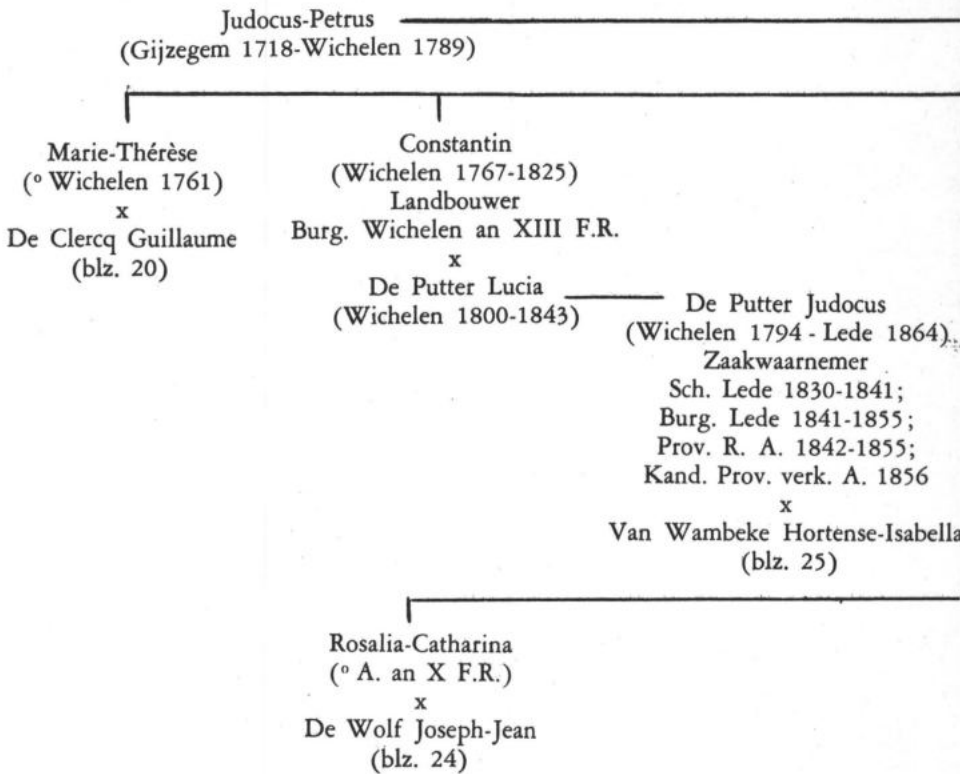 Judocus-Petrus
(Gijzegem 1718-Wichelen 1789)
Marie-Thérèse
(° Wichelen 1761)
x
De Clercq Guillaume
(blz. 20)
Constantin
(Wichelen 1767-1825)
Landbouwer
Burg. Wichelen an XIII F.R.
x
De Putter Lucia
(Wichelen 1800-1843)
De Putter Judocus
(Wichelen 1794 - Lede 1864)
Zaakwaarnemer
Sch. Lede 1830-1841;
Burg. Lede 1841-1855;
Prov. R. A. 1842-1855;
Kand. Prov. verk. A. 1856
x
Van Wambeke Hortense-Isabella
(blz. 25)
Rosalia-Catharina
(° A. an X F.R.)
x
De Wolf Joseph-Jean
(blz. 24)